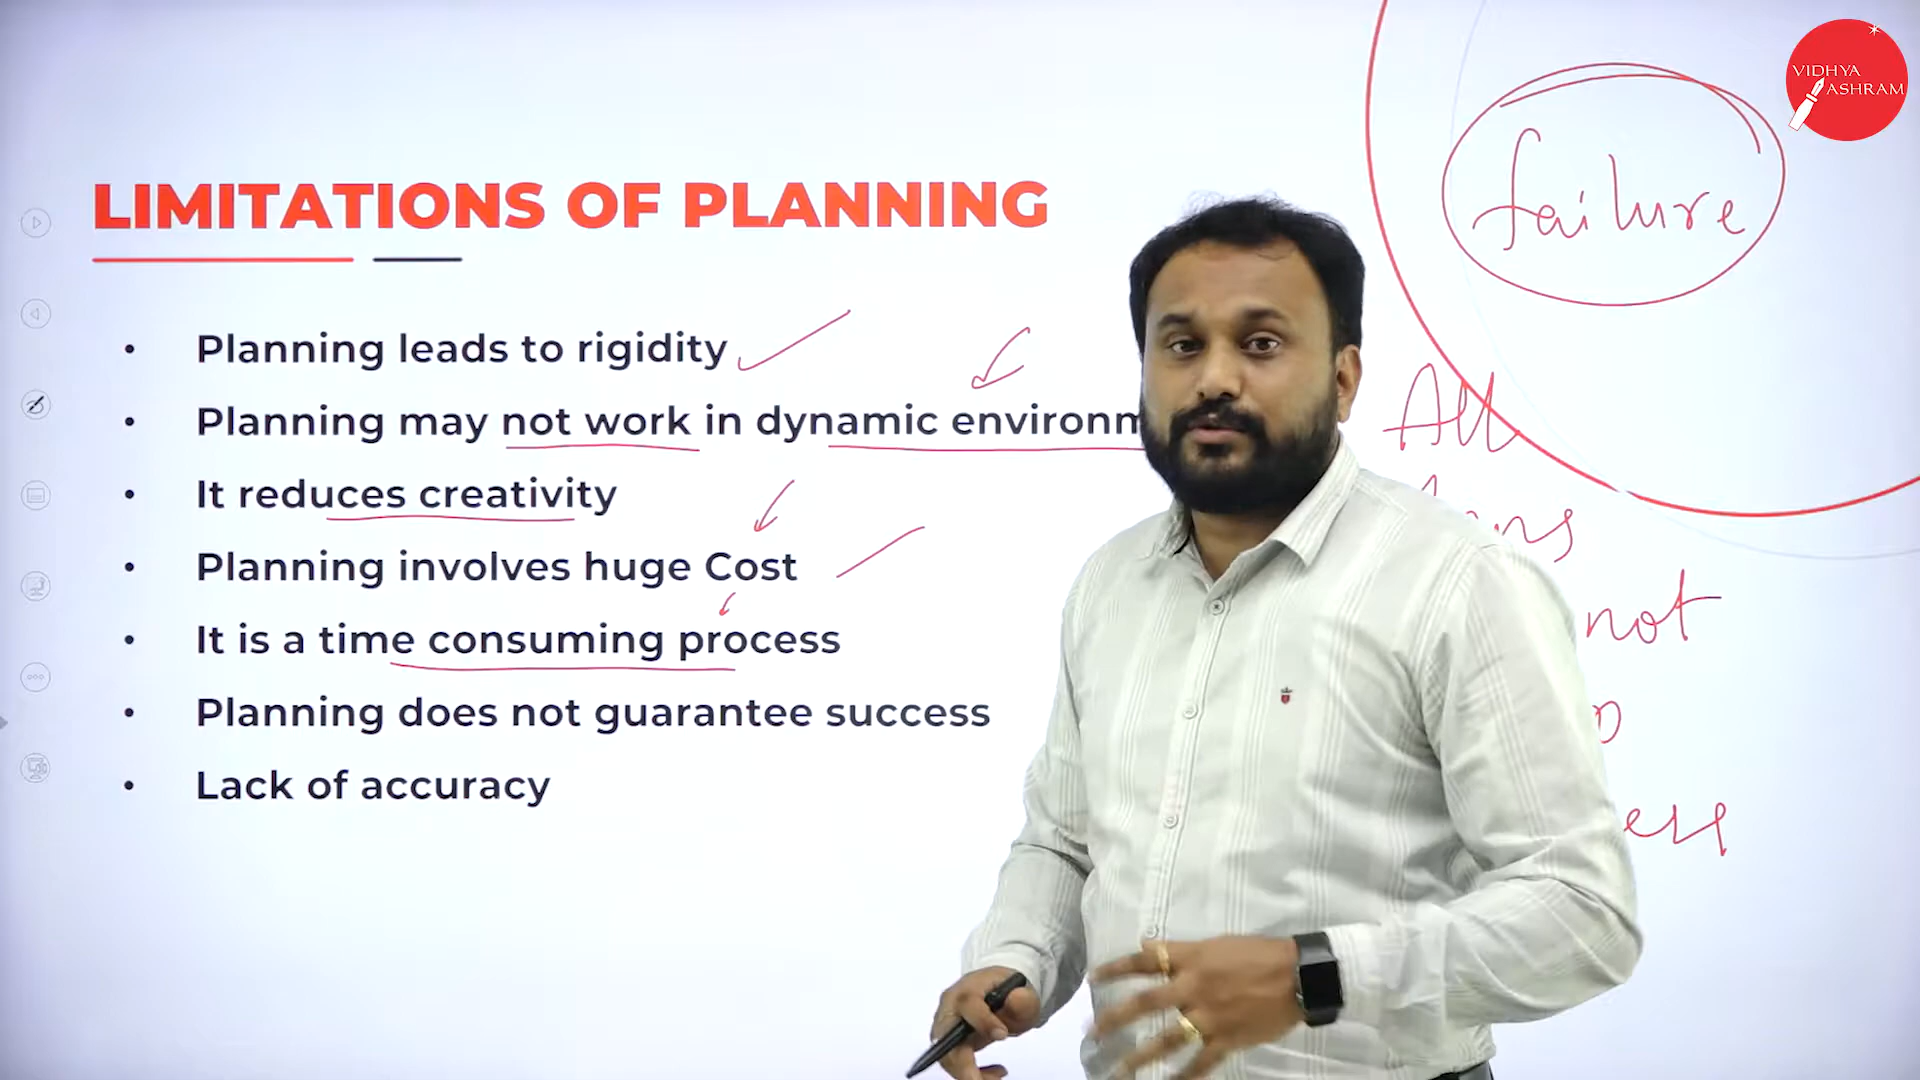 VIDHYA
ASHRAM
failure
LIMITATIONS OF PLANNING
• Planning leads to rigidity
• Planning may not work in dynamic environm
• It reduces creativity
• Planning involves huge Cost
• It is a time consuming process
• Planning does not guarantee success
• Lack of accuracy
All
not